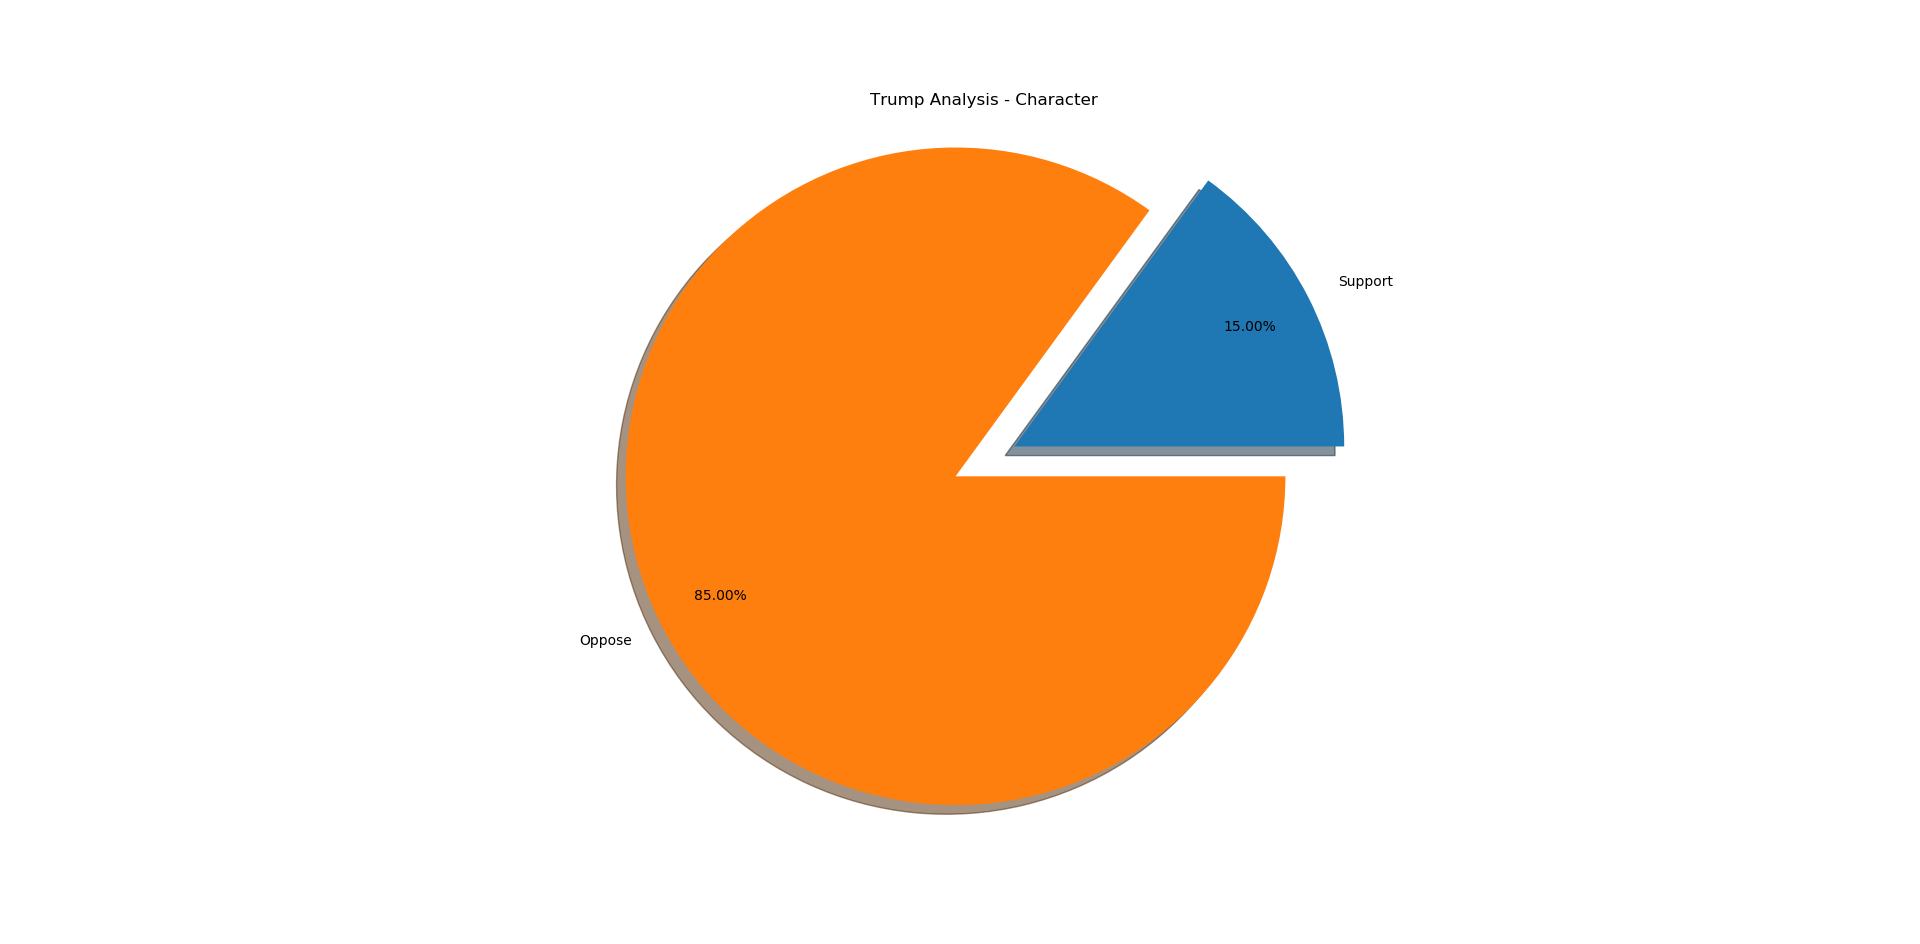 Trump Analysis - Character
Support
15.00%
85.00%
Oppose